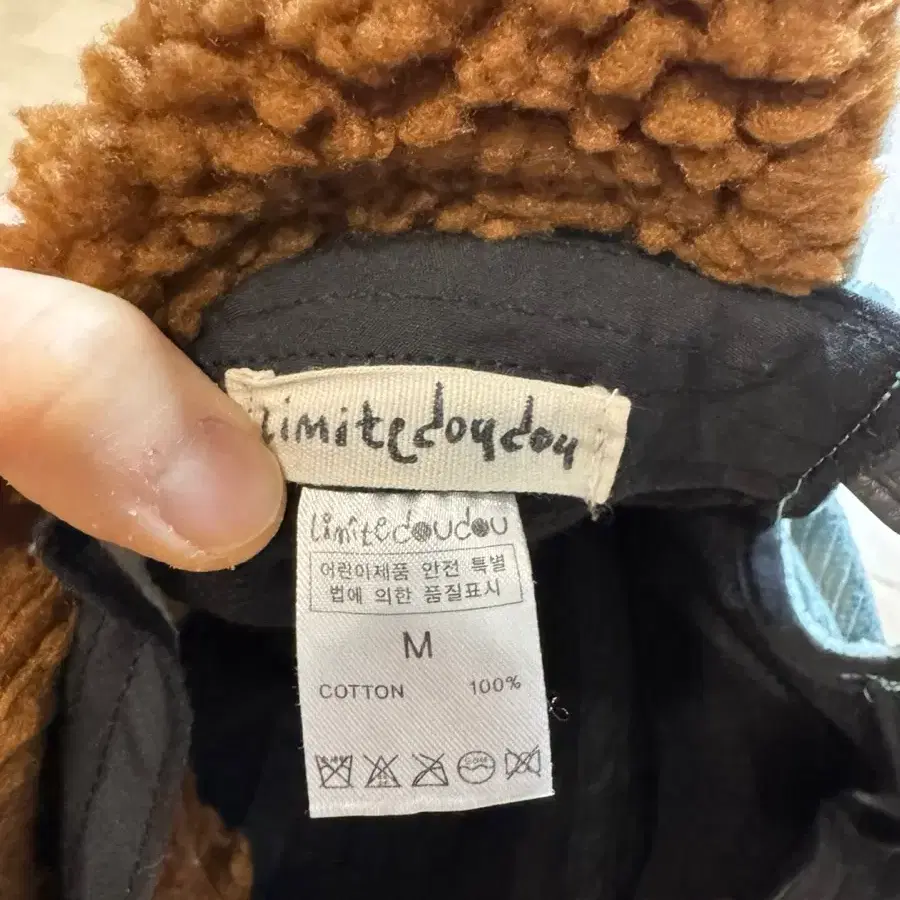 limitedoudou
limitedoudou
어린이제품 안전 특별
법에 의한 품질표시
M
COTTON 100%